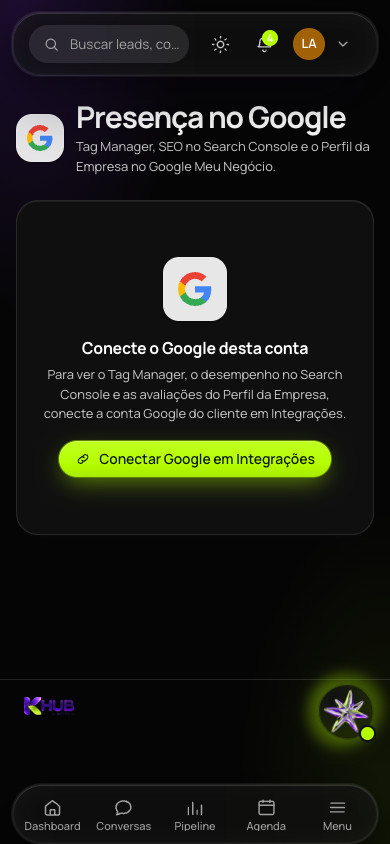 Buscar leads, co...
4
LA
Presença no Google
Tag Manager, SEO no Search Console e o Perfil da
Empresa no Google Meu Negócio.
Conecte o Google desta conta
Para ver o Tag Manager, o desempenho no Search
Console e as avaliações do Perfil da Empresa,
conecte a conta Google do cliente em Integrações.
Conectar Google em Integrações
KHUB
Dashboard
Conversas
Pipeline
Agenda
Menu